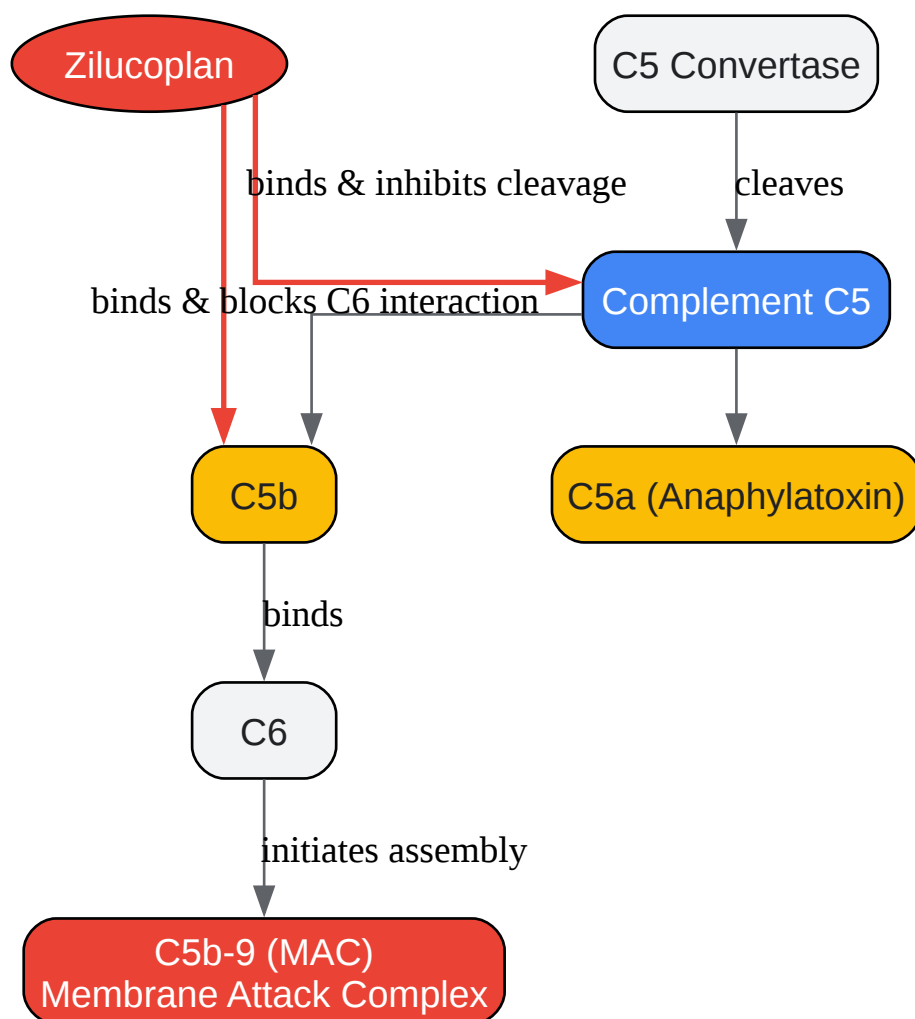 Zilucoplan
C5 Convertase
binds & inhibits cleavage
cleaves
binds & blocks C6 interaction
Complement C5
C5b
C5a (Anaphylatoxin)
binds
C6
initiates assembly
C5b-9 (MAC)
Membrane Attack Complex